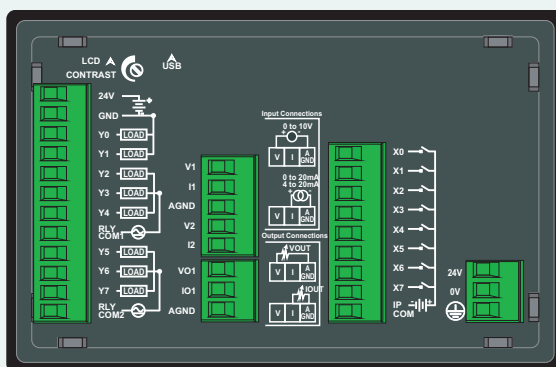 LCD
CONTRAST
USB
24V
GND
Y0 LOAD
Y1 LOAD
Y2 LOAD
Y3 LOAD
Y4 LOAD
RLY
COM1
Y5 LOAD
Y6 LOAD
Y7 LOAD
RLY
COM2
V1
I1
AGND
V2
I2
VO1
IO1
AGND
Input Connections
0 to 10V
+ -
V I A
GND
0 to 20mA
4 to 20mA
+ -
V I A
GND
Output Connections
VOUT
V I A
GND
IOUT
V I A
GND
X0
X1
X2
X3
X4
X5
X6
X7
IP
COM
24V
0V